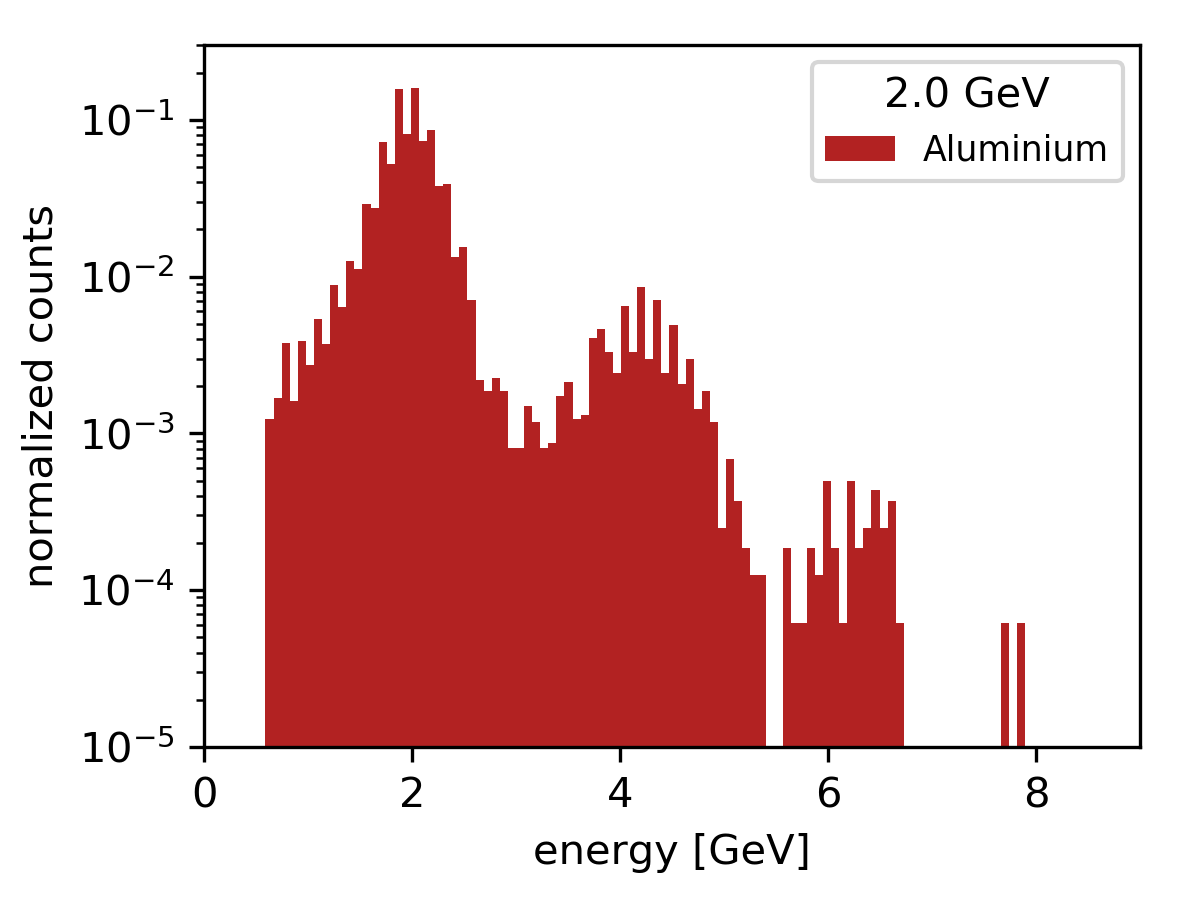 2.0 GeV
Aluminium
normalized counts
10⁻¹
10⁻²
10⁻³
10⁻⁴
10⁻⁵
0 2 4 6 8
energy [GeV]